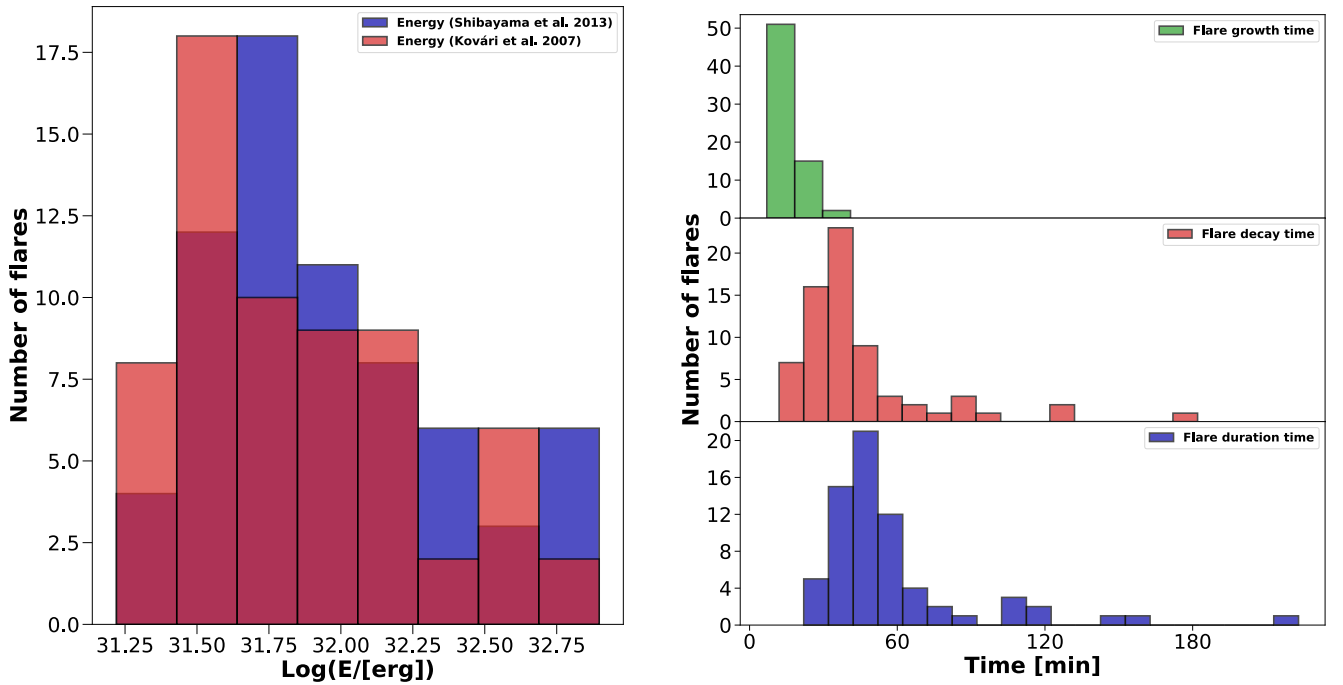 Energy (Shibayama et al. 2013)
Energy (Kovári et al. 2007)
17.5
15.0
12.5
10.0
7.5
5.0
2.5
0.0
Number of flares
31.25 31.50 31.75 32.00 32.25 32.50 32.75
Log(E/[erg])
Flare growth time
50
40
30
20
10
0
Flare decay time
20
15
10
5
0
Number of flares
Flare duration time
20
16
12
8
4
0
0 60 120 180
Time [min]